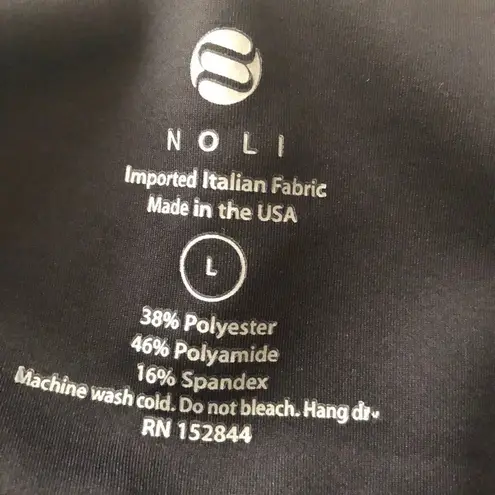 NOLI
Imported Italian Fabric
Made in the USA
L
38% Polyester
46% Polyamide
16% Spandex
Machine wash cold. Do not bleach. Hang dry
RN 152844